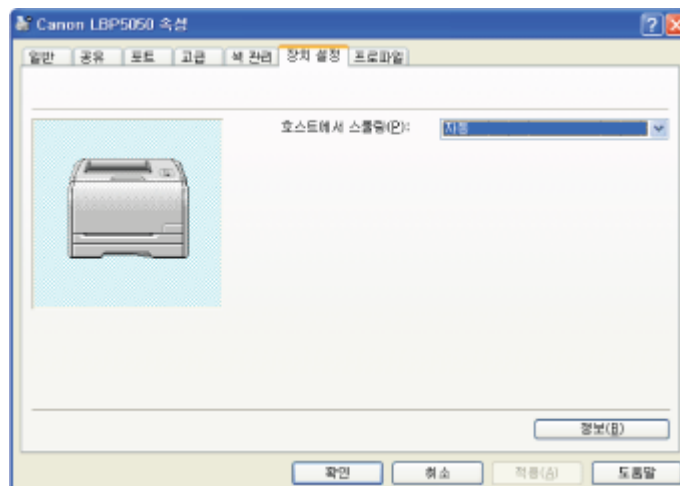 Canon LBP5050 속성
일반 공유 포트 고급 색 관리 장치 설정 프로파일
호스트에서 스풀링(P): 자동
정보(B)
확인 취소 적용(A) 도움말